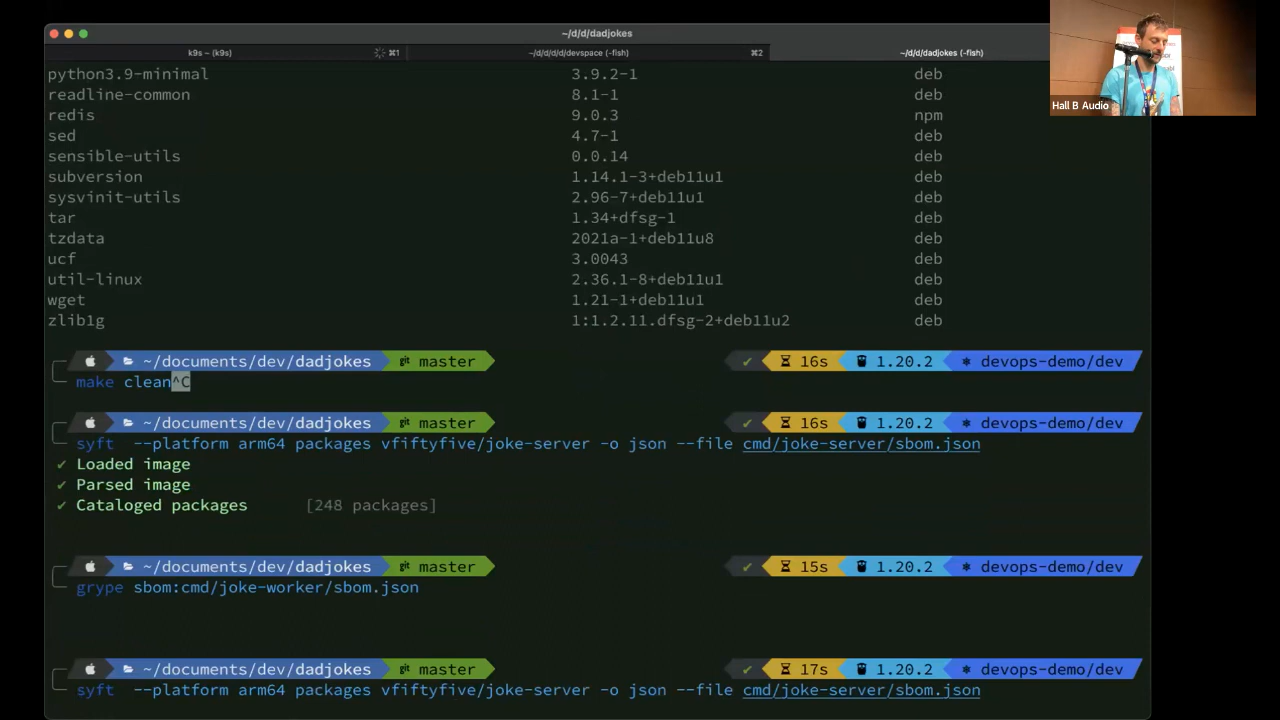 ~/d/d/dadjokes
k9s – (k9s) ⌘1 ~/d/d/d/d/devspace (-fish) ⌘2 ~/d/d/dadjokes (-fish)
python3.9-minimal 3.9.2-1 deb
readline-common 8.1-1 deb
redis 9.0.3 npm
sed 4.7-1 deb
sensible-utils 0.0.14 deb
subversion 1.14.1-3+deb11u1 deb
sysvinit-utils 2.96-7+deb11u1 deb
tar 1.34+dfsg-1 deb
tzdata 2021a-1+deb11u8 deb
ucf 3.0043 deb
util-linux 2.36.1-8+deb11u1 deb
wget 1.21-1+deb11u1 deb
zlib1g 1:1.2.11.dfsg-2+deb11u2 deb
~/documents/dev/dadjokes git master ✓ 16s 1.20.2 devops-demo/dev
make clean^C
~/documents/dev/dadjokes git master ✓ 16s 1.20.2 devops-demo/dev
syft --platform arm64 packages vfiftyfive/joke-server -o json --file cmd/joke-server/sbom.json
✓ Loaded image
✓ Parsed image
✓ Cataloged packages [248 packages]
~/documents/dev/dadjokes git master ✓ 15s 1.20.2 devops-demo/dev
grype sbom:cmd/joke-worker/sbom.json
~/documents/dev/dadjokes git master ✓ 17s 1.20.2 devops-demo/dev
syft --platform arm64 packages vfiftyfive/joke-server -o json --file cmd/joke-server/sbom.json
Hall B Audio